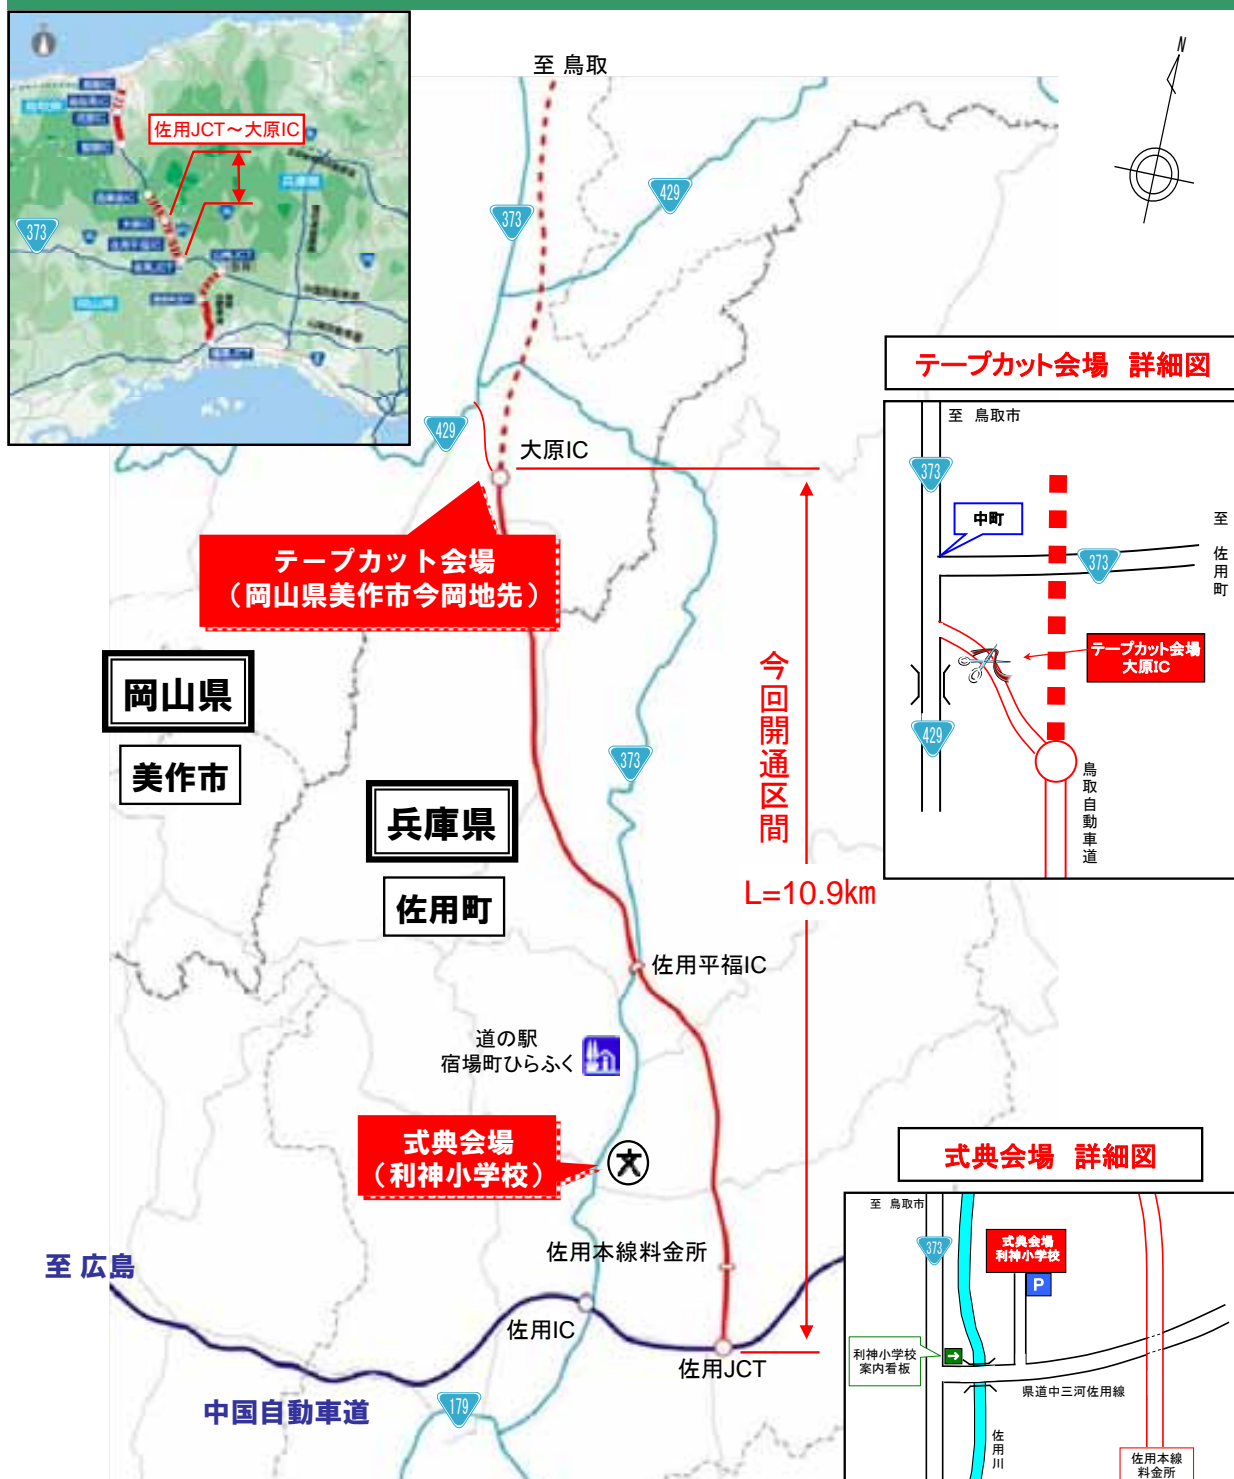 佐用JCT～大原IC
373
至 鳥取
373
429
N
429
大原IC
テープカット会場
（岡山県美作市今岡地先）
岡山県
美作市
兵庫県
佐用町
373
今回開通区間
L=10.9km
佐用平福IC
道の駅
宿場町ひらふく
式典会場
（利神小学校）
文
佐用本線料金所
至 広島
佐用IC
佐用JCT
中国自動車道
179
テープカット会場 詳細図
至 鳥取市
373
中町
373
至 佐用町
テープカット会場
大原IC
429
鳥取自動車道
式典会場 詳細図
至 鳥取市
373
式典会場
利神小学校
P
利神小学校
案内看板
県道中三河佐用線
佐用川
佐用本線
料金所